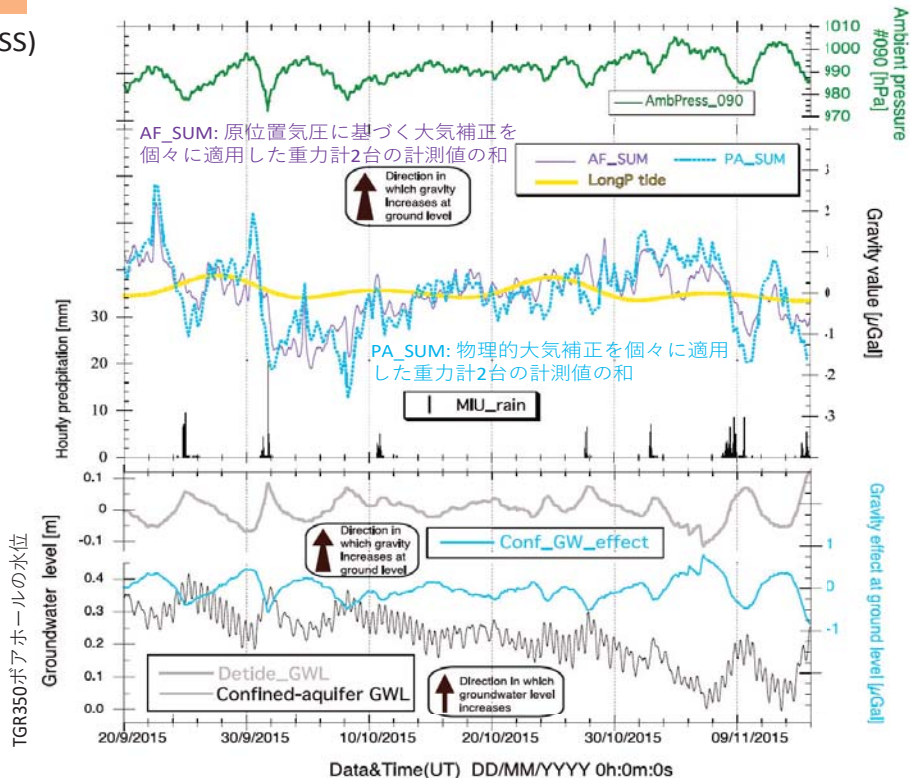 SS)
1010
1000
990
980
970
Ambient pressure
#090 [hPa]
AmbPress_090
AF_SUM: 原位置気圧に基づく大気補正を
個々に適用した重力計2台の計測値の和
AF_SUM
PA_SUM
LongP tide
Direction in
which gravity
Increases at
ground level
3
2
1
0
-1
-2
-3
Gravity value [μGal]
30
20
10
0
Hourly precipitation [mm]
PA_SUM: 物理的大気補正を個々に適用
した重力計2台の計測値の和
MIU_rain
0.1
0
-0.1
0.4
0.2
0.0
TGR350ボアホールの水位
Groundwater level [m]
Direction in
which gravity
Increases at
ground level
Conf_GW_effect
1
0
-1
Gravity effect at ground level [μGal]
Detide_GWL
Confined-aquifer GWL
Direction in which
groundwater level
increases
20/9/2015
30/9/2015
10/10/2015
20/10/2015
30/10/2015
09/11/2015
Data&Time(UT) DD/MM/YYYY 0h:0m:0s